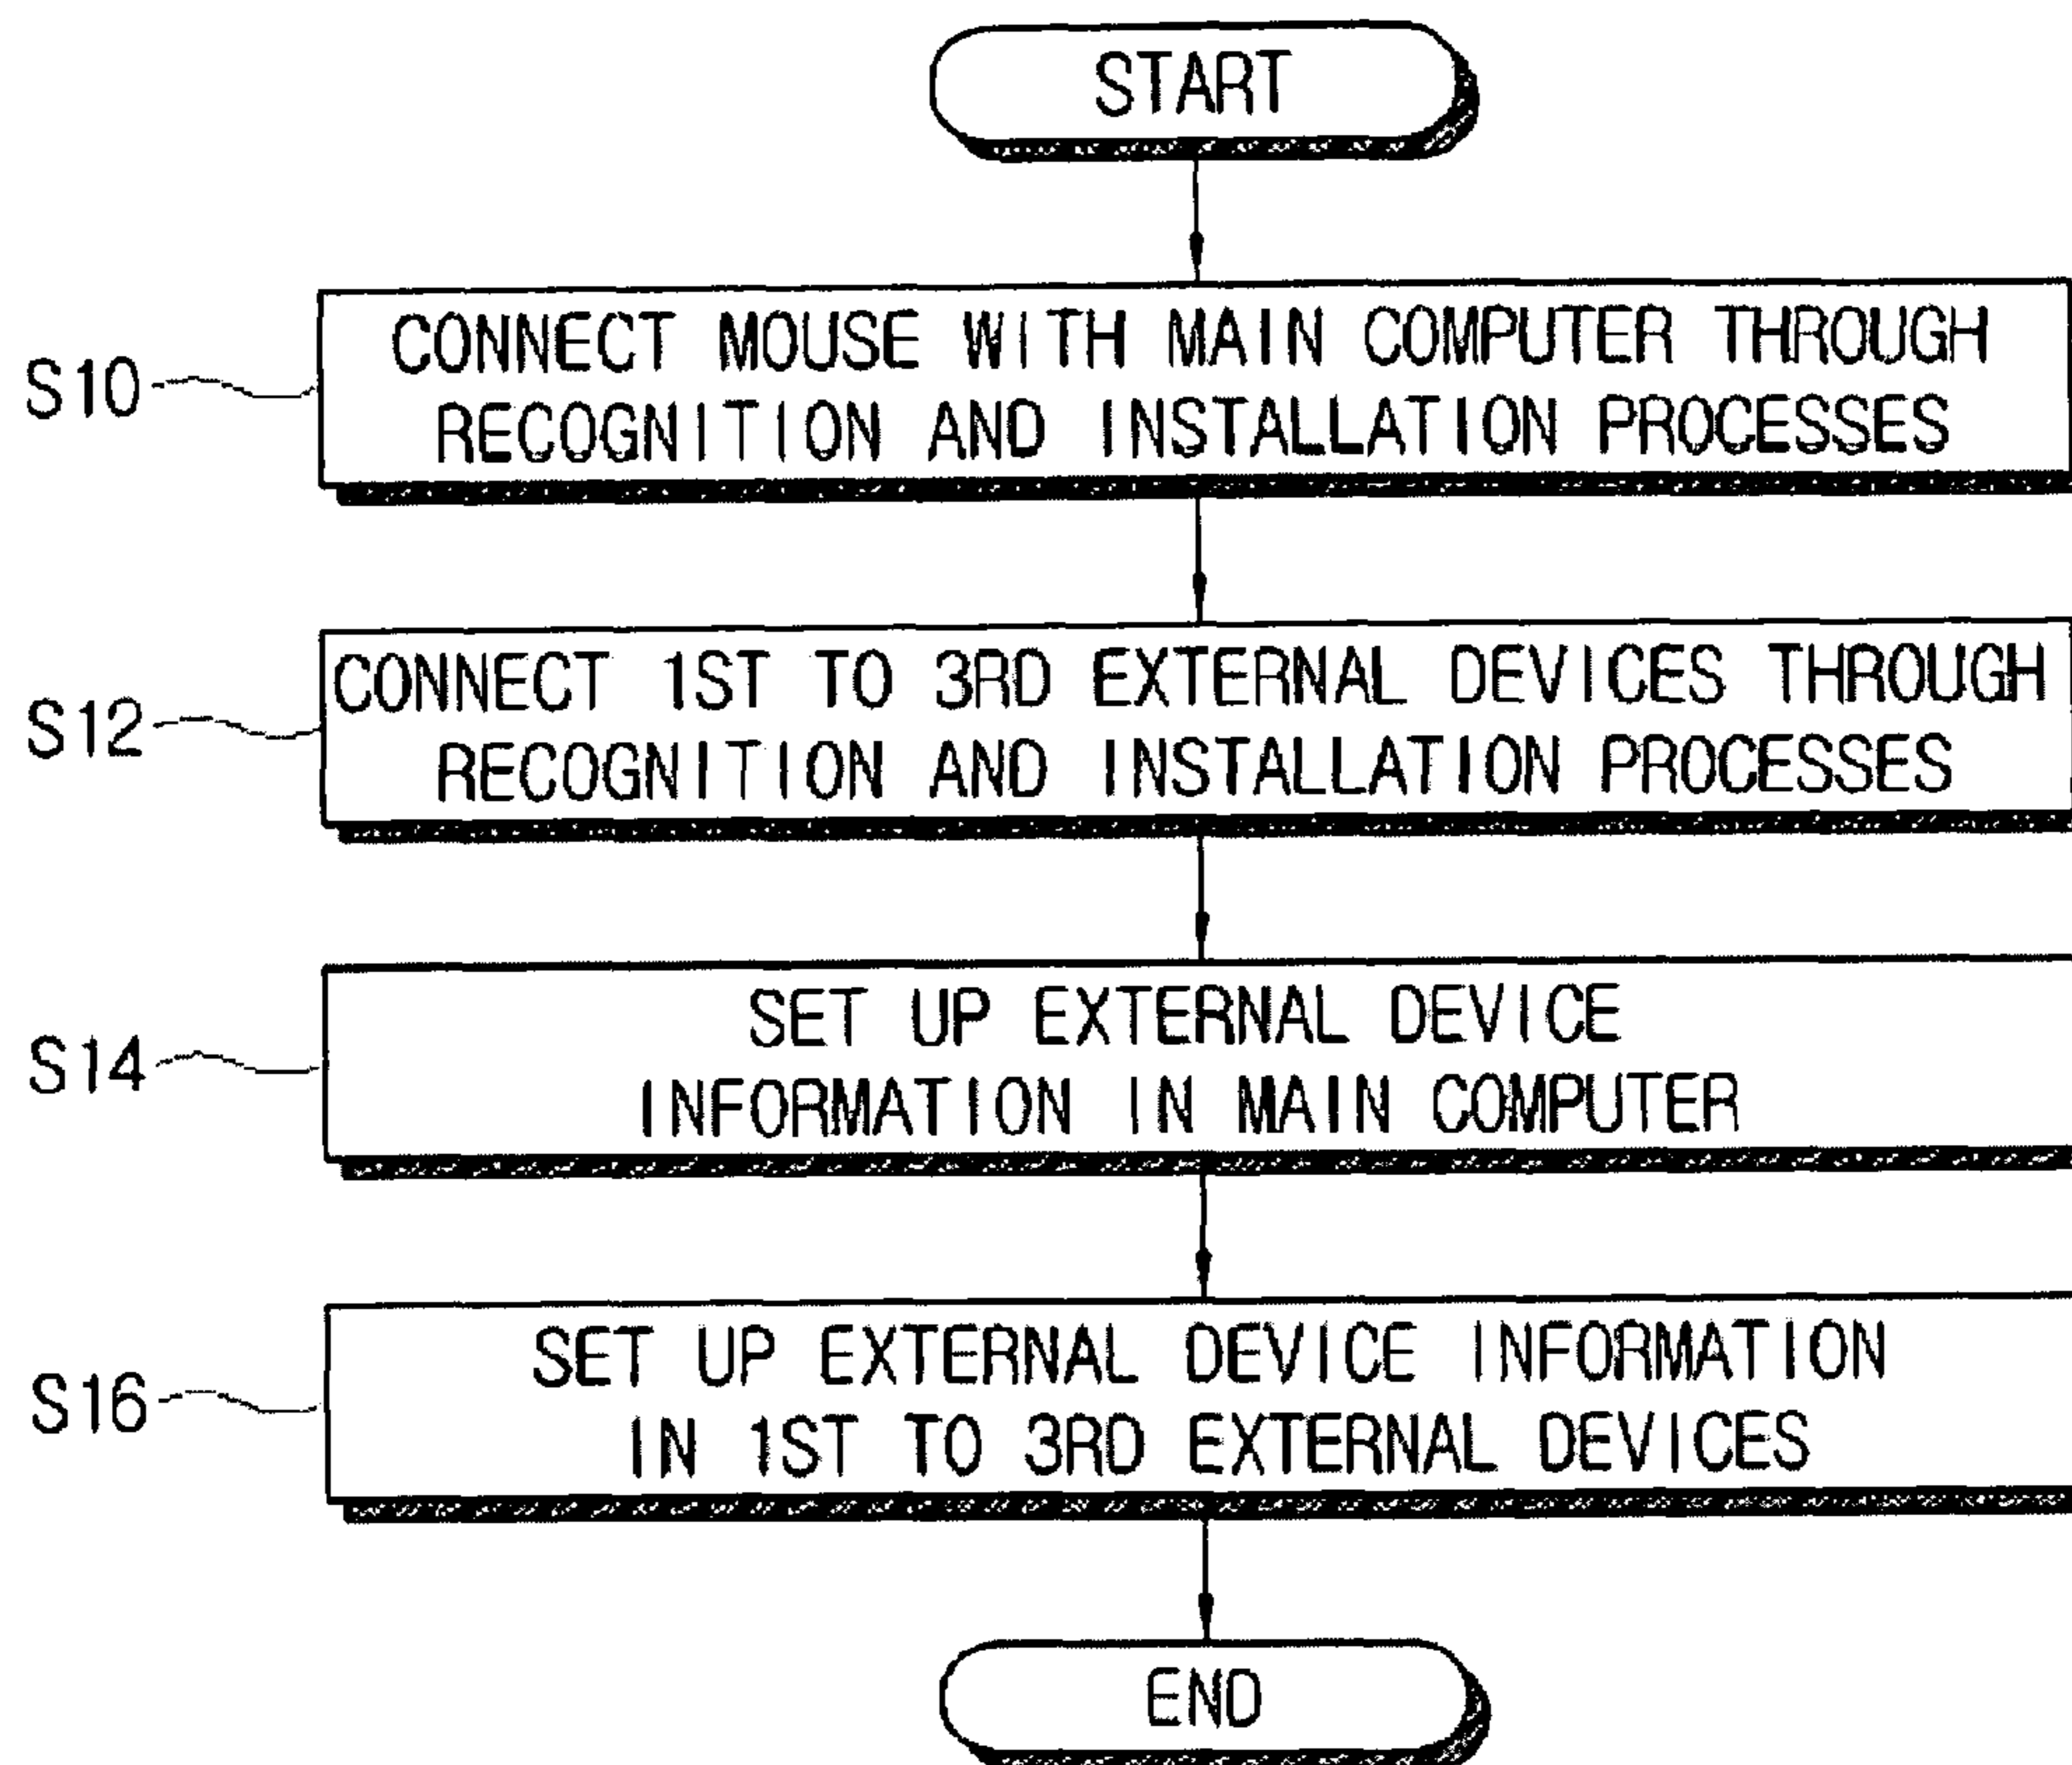 START
S10
CONNECT MOUSE WITH MAIN COMPUTER THROUGH
RECOGNITION AND INSTALLATION PROCESSES
S12
CONNECT 1ST TO 3RD EXTERNAL DEVICES THROUGH
RECOGNITION AND INSTALLATION PROCESSES
S14
SET UP EXTERNAL DEVICE
INFORMATION IN MAIN COMPUTER
S16
SET UP EXTERNAL DEVICE INFORMATION
IN 1ST TO 3RD EXTERNAL DEVICES
END